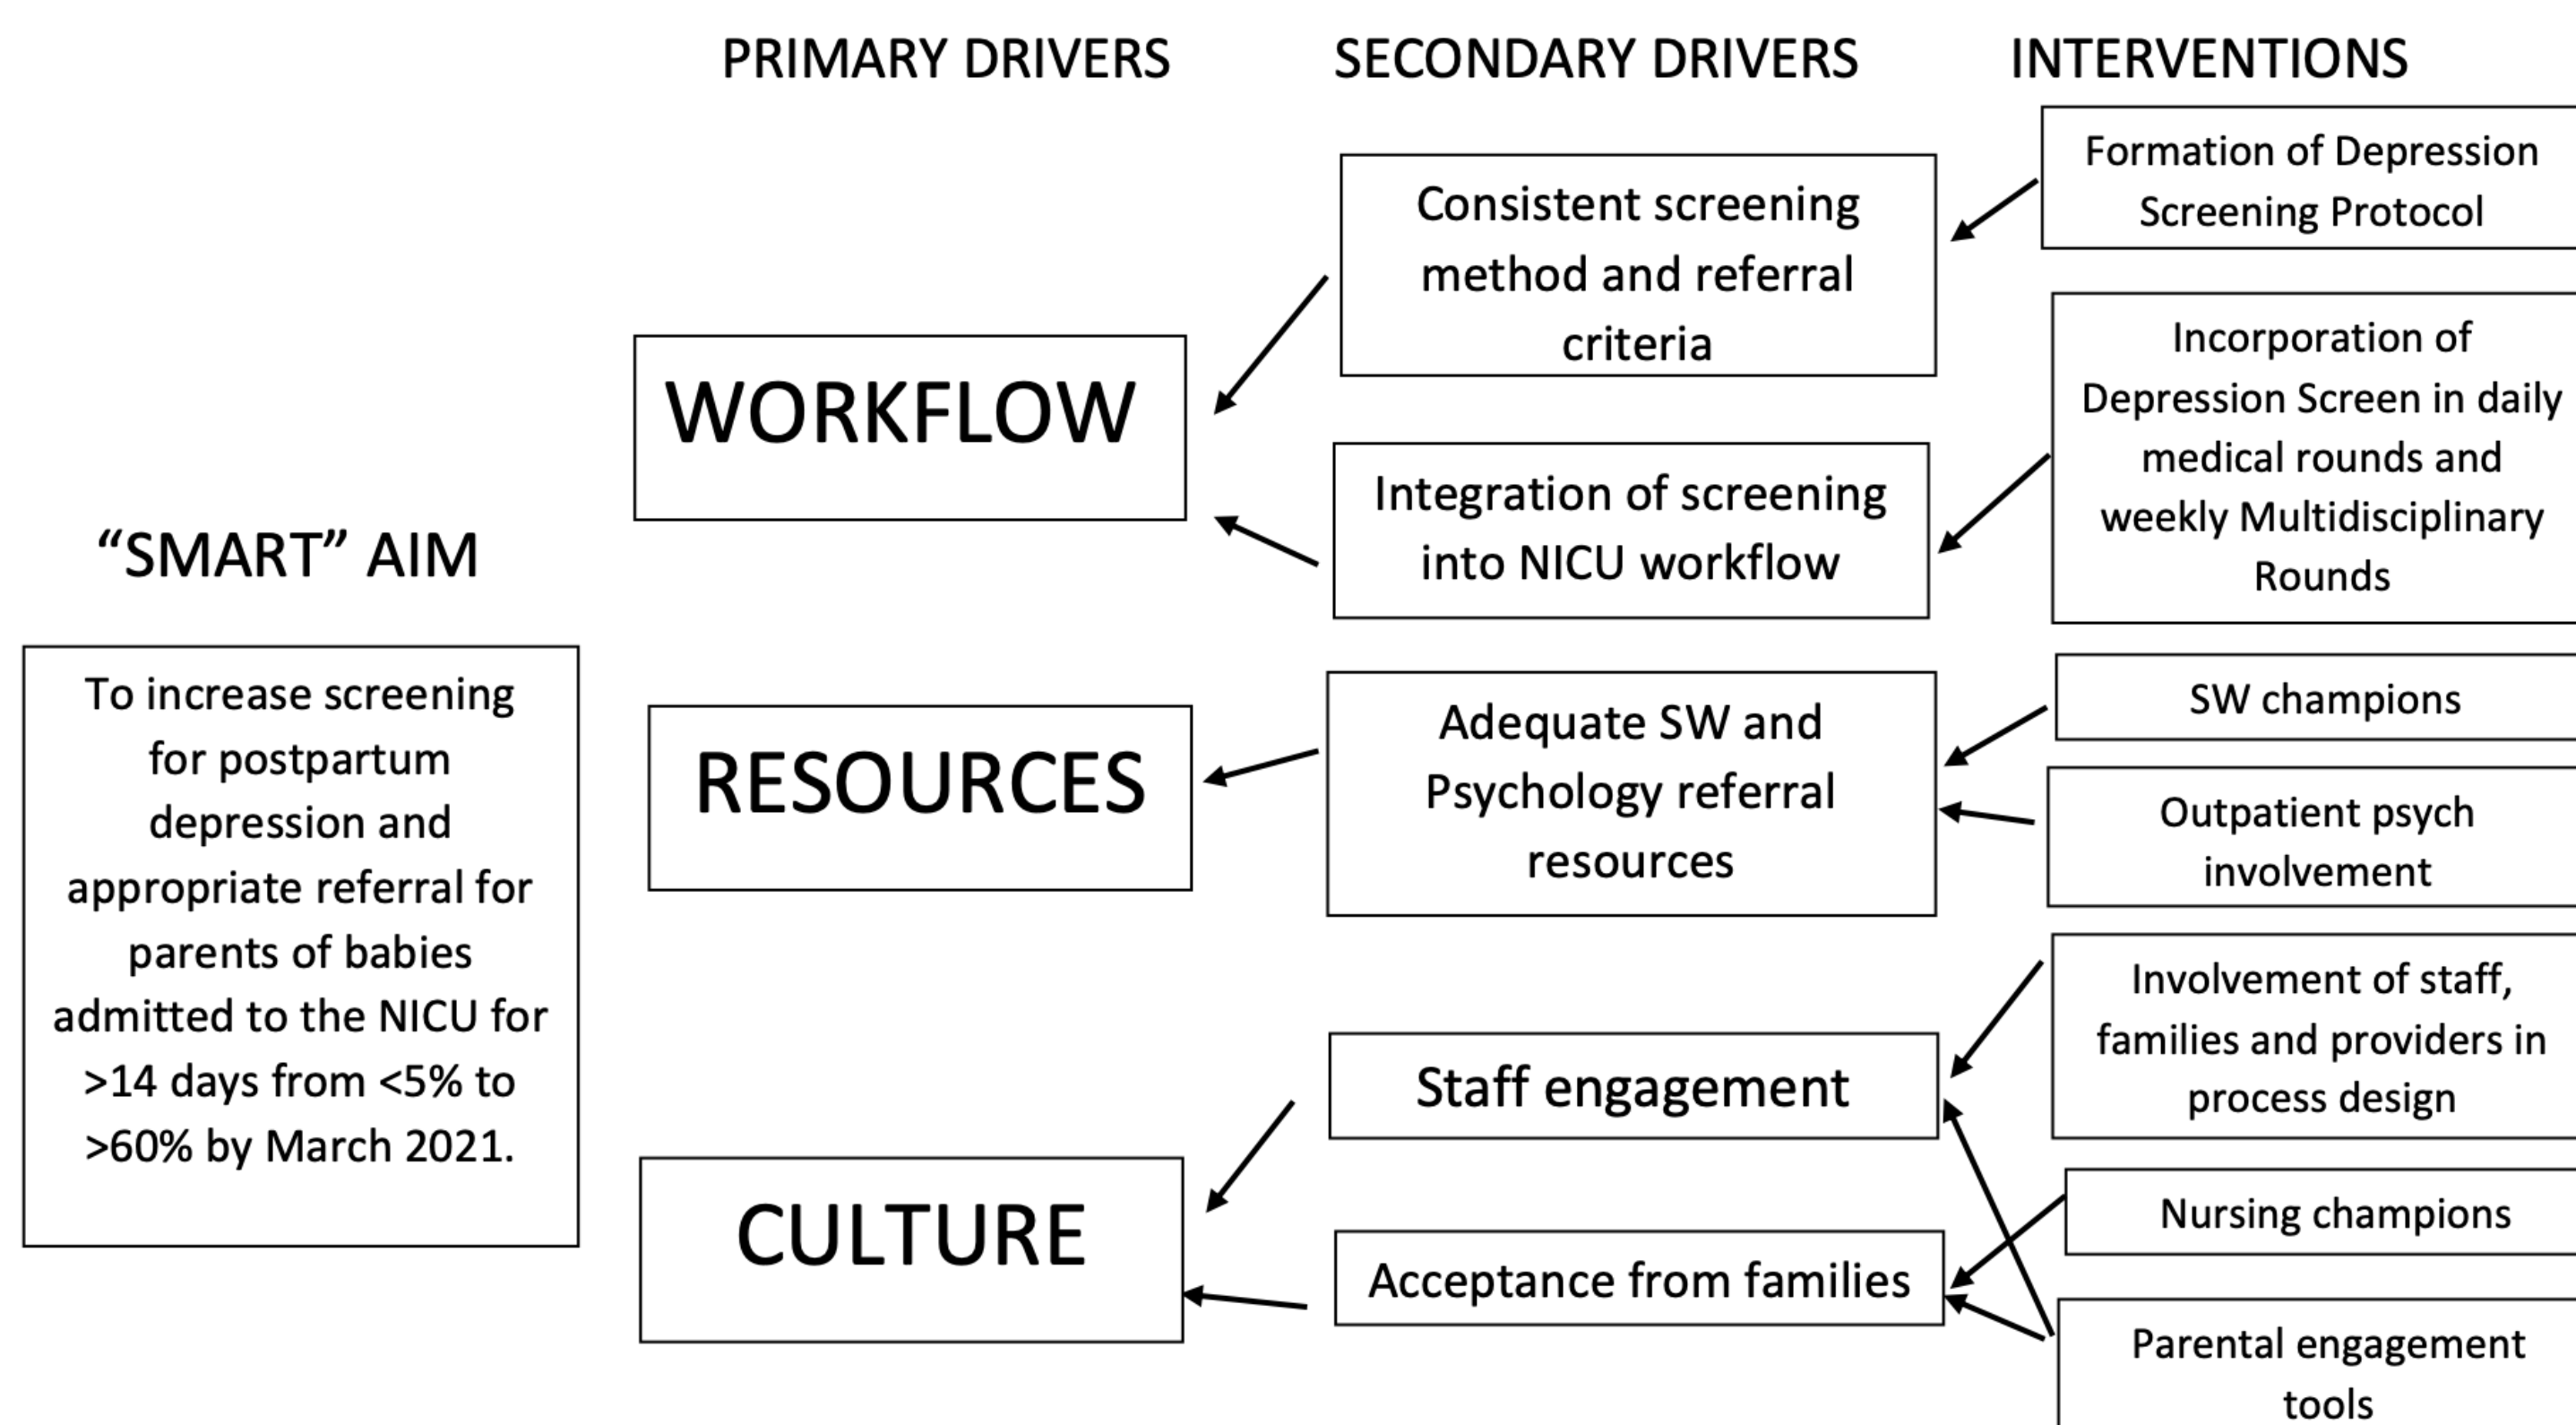 PRIMARY DRIVERS
SECONDARY DRIVERS
INTERVENTIONS
“SMART” AIM
To increase screening
for postpartum
depression and
appropriate referral for
parents of babies
admitted to the NICU for
>14 days from <5% to
>60% by March 2021.
WORKFLOW
RESOURCES
CULTURE
Consistent screening
method and referral
criteria
Integration of screening
into NICU workflow
Adequate SW and
Psychology referral
resources
Staff engagement
Acceptance from families
Formation of Depression
Screening Protocol
Incorporation of
Depression Screen in daily
medical rounds and
weekly Multidisciplinary
Rounds
SW champions
Outpatient psych
involvement
Involvement of staff,
families and providers in
process design
Nursing champions
Parental engagement
tools